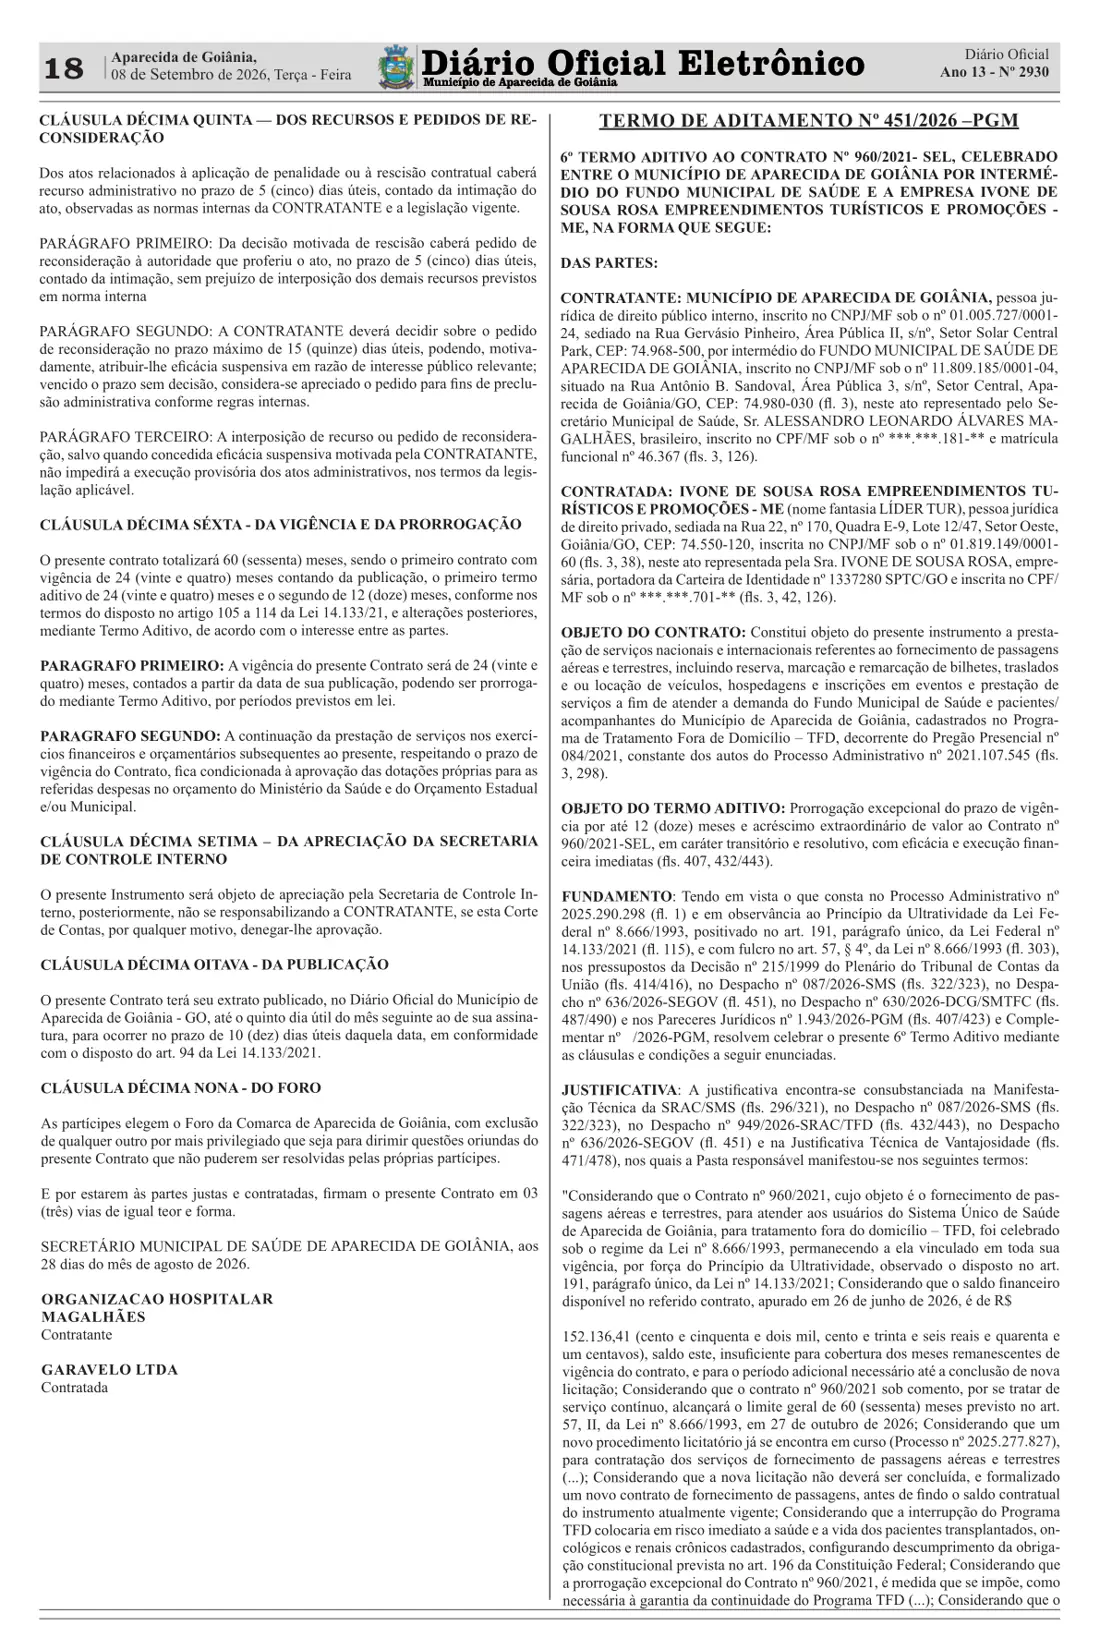 18
Aparecida de Goiânia,
08 de Setembro de 2026, Terça - Feira
Diário Oficial Eletrônico
Município de Aparecida de Goiânia
Diário Oficial
Ano 13 - Nº 2930
CLÁUSULA DÉCIMA QUINTA — DOS RECURSOS E PEDIDOS DE RE-
CONSIDERAÇÃO
Dos atos relacionados à aplicação de penalidade ou à rescisão contratual caberá
recurso administrativo no prazo de 5 (cinco) dias úteis, contado da intimação do
ato, observadas as normas internas da CONTRATANTE e a legislação vigente.
PARÁGRAFO PRIMEIRO: Da decisão motivada de rescisão caberá pedido de
reconsideração à autoridade que proferiu o ato, no prazo de 5 (cinco) dias úteis,
contado da intimação, sem prejuízo de interposição dos demais recursos previstos
em norma interna
PARÁGRAFO SEGUNDO: A CONTRATANTE deverá decidir sobre o pedido
de reconsideração no prazo máximo de 15 (quinze) dias úteis, podendo, motiva-
damente, atribuir-lhe eficácia suspensiva em razão de interesse público relevante;
vencido o prazo sem decisão, considera-se apreciado o pedido para fins de preclu-
são administrativa conforme regras internas.
PARÁGRAFO TERCEIRO: A interposição de recurso ou pedido de reconsidera-
ção, salvo quando concedida eficácia suspensiva motivada pela CONTRATANTE,
não impedirá a execução provisória dos atos administrativos, nos termos da legis-
lação aplicável.
CLÁUSULA DÉCIMA SÉXTA - DA VIGÊNCIA E DA PRORROGAÇÃO
O presente contrato totalizará 60 (sessenta) meses, sendo o primeiro contrato com
vigência de 24 (vinte e quatro) meses contando da publicação, o primeiro termo
aditivo de 24 (vinte e quatro) meses e o segundo de 12 (doze) meses, conforme nos
termos do disposto no artigo 105 a 114 da Lei 14.133/21, e alterações posteriores,
mediante Termo Aditivo, de acordo com o interesse entre as partes.
PARAGRAFO PRIMEIRO: A vigência do presente Contrato será de 24 (vinte e
quatro) meses, contados a partir da data de sua publicação, podendo ser prorroga-
do mediante Termo Aditivo, por períodos previstos em lei.
PARAGRAFO SEGUNDO: A continuação da prestação de serviços nos exercí-
cios financeiros e orçamentários subsequentes ao presente, respeitando o prazo de
vigência do Contrato, fica condicionada à aprovação das dotações próprias para as
referidas despesas no orçamento do Ministério da Saúde e do Orçamento Estadual
e/ou Municipal.
CLÁUSULA DÉCIMA SETIMA – DA APRECIAÇÃO DA SECRETARIA
DE CONTROLE INTERNO
O presente Instrumento será objeto de apreciação pela Secretaria de Controle In-
terno, posteriormente, não se responsabilizando a CONTRATANTE, se esta Corte
de Contas, por qualquer motivo, denegar-lhe aprovação.
CLÁUSULA DÉCIMA OITAVA - DA PUBLICAÇÃO
O presente Contrato terá seu extrato publicado, no Diário Oficial do Município de
Aparecida de Goiânia - GO, até o quinto dia útil do mês seguinte ao de sua assina-
tura, para ocorrer no prazo de 10 (dez) dias úteis daquela data, em conformidade
com o disposto do art. 94 da Lei 14.133/2021.
CLÁUSULA DÉCIMA NONA - DO FORO
As partícipes elegem o Foro da Comarca de Aparecida de Goiânia, com exclusão
de qualquer outro por mais privilegiado que seja para dirimir questões oriundas do
presente Contrato que não puderem ser resolvidas pelas próprias partícipes.
E por estarem às partes justas e contratadas, firmam o presente Contrato em 03
(três) vias de igual teor e forma.
SECRETÁRIO MUNICIPAL DE SAÚDE DE APARECIDA DE GOIÂNIA, aos
28 dias do mês de agosto de 2026.
ORGANIZACAO HOSPITALAR
MAGALHÃES
Contratante
GARAVELO LTDA
Contratada
TERMO DE ADITAMENTO Nº 451/2026 –PGM
6º TERMO ADITIVO AO CONTRATO Nº 960/2021- SEL, CELEBRADO
ENTRE O MUNICÍPIO DE APARECIDA DE GOIÂNIA POR INTERMÉ-
DIO DO FUNDO MUNICIPAL DE SAÚDE E A EMPRESA IVONE DE
SOUSA ROSA EMPREENDIMENTOS TURÍSTICOS E PROMOÇÕES -
ME, NA FORMA QUE SEGUE:
DAS PARTES:
CONTRATANTE: MUNICÍPIO DE APARECIDA DE GOIÂNIA, pessoa ju-
rídica de direito público interno, inscrito no CNPJ/MF sob o nº 01.005.727/0001-
24, sediado na Rua Gervásio Pinheiro, Área Pública II, s/nº, Setor Solar Central
Park, CEP: 74.968-500, por intermédio do FUNDO MUNICIPAL DE SAÚDE DE
APARECIDA DE GOIÂNIA, inscrito no CNPJ/MF sob o nº 11.809.185/0001-04,
situado na Rua Antônio B. Sandoval, Área Pública 3, s/nº, Setor Central, Apa-
recida de Goiânia/GO, CEP: 74.980-030 (fl. 3), neste ato representado pelo Se-
cretário Municipal de Saúde, Sr. ALESSANDRO LEONARDO ÁLVARES MA-
GALHÃES, brasileiro, inscrito no CPF/MF sob o nº ***.***.181-** e matrícula
funcional nº 46.367 (fls. 3, 126).
CONTRATADA: IVONE DE SOUSA ROSA EMPREENDIMENTOS TU-
RÍSTICOS E PROMOÇÕES - ME (nome fantasia LÍDER TUR), pessoa jurídica
de direito privado, sediada na Rua 22, nº 170, Quadra E-9, Lote 12/47, Setor Oeste,
Goiânia/GO, CEP: 74.550-120, inscrita no CNPJ/MF sob o nº 01.819.149/0001-
60 (fls. 3, 38), neste ato representada pela Sra. IVONE DE SOUSA ROSA, empre-
sária, portadora da Carteira de Identidade nº 1337280 SPTC/GO e inscrita no CPF/
MF sob o nº ***.***.701-** (fls. 3, 42, 126).
OBJETO DO CONTRATO: Constitui objeto do presente instrumento a presta-
ção de serviços nacionais e internacionais referentes ao fornecimento de passagens
aéreas e terrestres, incluindo reserva, marcação e remarcação de bilhetes, traslados
e ou locação de veículos, hospedagens e inscrições em eventos e prestação de
serviços a fim de atender a demanda do Fundo Municipal de Saúde e pacientes/
acompanhantes do Município de Aparecida de Goiânia, cadastrados no Progra-
ma de Tratamento Fora de Domicílio – TFD, decorrente do Pregão Presencial nº
084/2021, constante dos autos do Processo Administrativo nº 2021.107.545 (fls.
3, 298).
OBJETO DO TERMO ADITIVO: Prorrogação excepcional do prazo de vigên-
cia por até 12 (doze) meses e acréscimo extraordinário de valor ao Contrato nº
960/2021-SEL, em caráter transitório e resolutivo, com eficácia e execução finan-
ceira imediatas (fls. 407, 432/443).
FUNDAMENTO: Tendo em vista o que consta no Processo Administrativo nº
2025.290.298 (fl. 1) e em observância ao Princípio da Ultratividade da Lei Fe-
deral nº 8.666/1993, positivado no art. 191, parágrafo único, da Lei Federal nº
14.133/2021 (fl. 115), e com fulcro no art. 57, § 4º, da Lei nº 8.666/1993 (fl. 303),
nos pressupostos da Decisão nº 215/1999 do Plenário do Tribunal de Contas da
União (fls. 414/416), no Despacho nº 087/2026-SMS (fls. 322/323), no Despa-
cho nº 636/2026-SEGOV (fl. 451), no Despacho nº 630/2026-DCG/SMTFC (fls.
487/490) e nos Pareceres Jurídicos nº 1.943/2026-PGM (fls. 407/423) e Comple-
mentar nº /2026-PGM, resolvem celebrar o presente 6º Termo Aditivo mediante
as cláusulas e condições a seguir enunciadas.
JUSTIFICATIVA: A justificativa encontra-se consubstanciada na Manifesta-
ção Técnica da SRAC/SMS (fls. 296/321), no Despacho nº 087/2026-SMS (fls.
322/323), no Despacho nº 949/2026-SRAC/TFD (fls. 432/443), no Despacho
nº 636/2026-SEGOV (fl. 451) e na Justificativa Técnica de Vantajosidade (fls.
471/478), nos quais a Pasta responsável manifestou-se nos seguintes termos:
"Considerando que o Contrato nº 960/2021, cujo objeto é o fornecimento de pas-
sagens aéreas e terrestres, para atender aos usuários do Sistema Único de Saúde
de Aparecida de Goiânia, para tratamento fora do domicílio – TFD, foi celebrado
sob o regime da Lei nº 8.666/1993, permanecendo a ela vinculado em toda sua
vigência, por força do Princípio da Ultratividade, observado o disposto no art.
191, parágrafo único, da Lei nº 14.133/2021; Considerando que o saldo financeiro
disponível no referido contrato, apurado em 26 de junho de 2026, é de R$
152.136,41 (cento e cinquenta e dois mil, cento e trinta e seis reais e quarenta e
um centavos), saldo este, insuficiente para cobertura dos meses remanescentes de
vigência do contrato, e para o período adicional necessário até a conclusão de nova
licitação; Considerando que o contrato nº 960/2021 sob comento, por se tratar de
serviço contínuo, alcançará o limite geral de 60 (sessenta) meses previsto no art.
57, II, da Lei nº 8.666/1993, em 27 de outubro de 2026; Considerando que um
novo procedimento licitatório já se encontra em curso (Processo nº 2025.277.827),
para contratação dos serviços de fornecimento de passagens aéreas e terrestres
(...); Considerando que a nova licitação não deverá ser concluída, e formalizado
um novo contrato de fornecimento de passagens, antes de findo o saldo contratual
do instrumento atualmente vigente; Considerando que a interrupção do Programa
TFD colocaria em risco imediato a saúde e a vida dos pacientes transplantados, on-
cológicos e renais crônicos cadastrados, configurando descumprimento da obriga-
ção constitucional prevista no art. 196 da Constituição Federal; Considerando que
a prorrogação excepcional do Contrato nº 960/2021, é medida que se impõe, como
necessária à garantia da continuidade do Programa TFD (...); Considerando que o